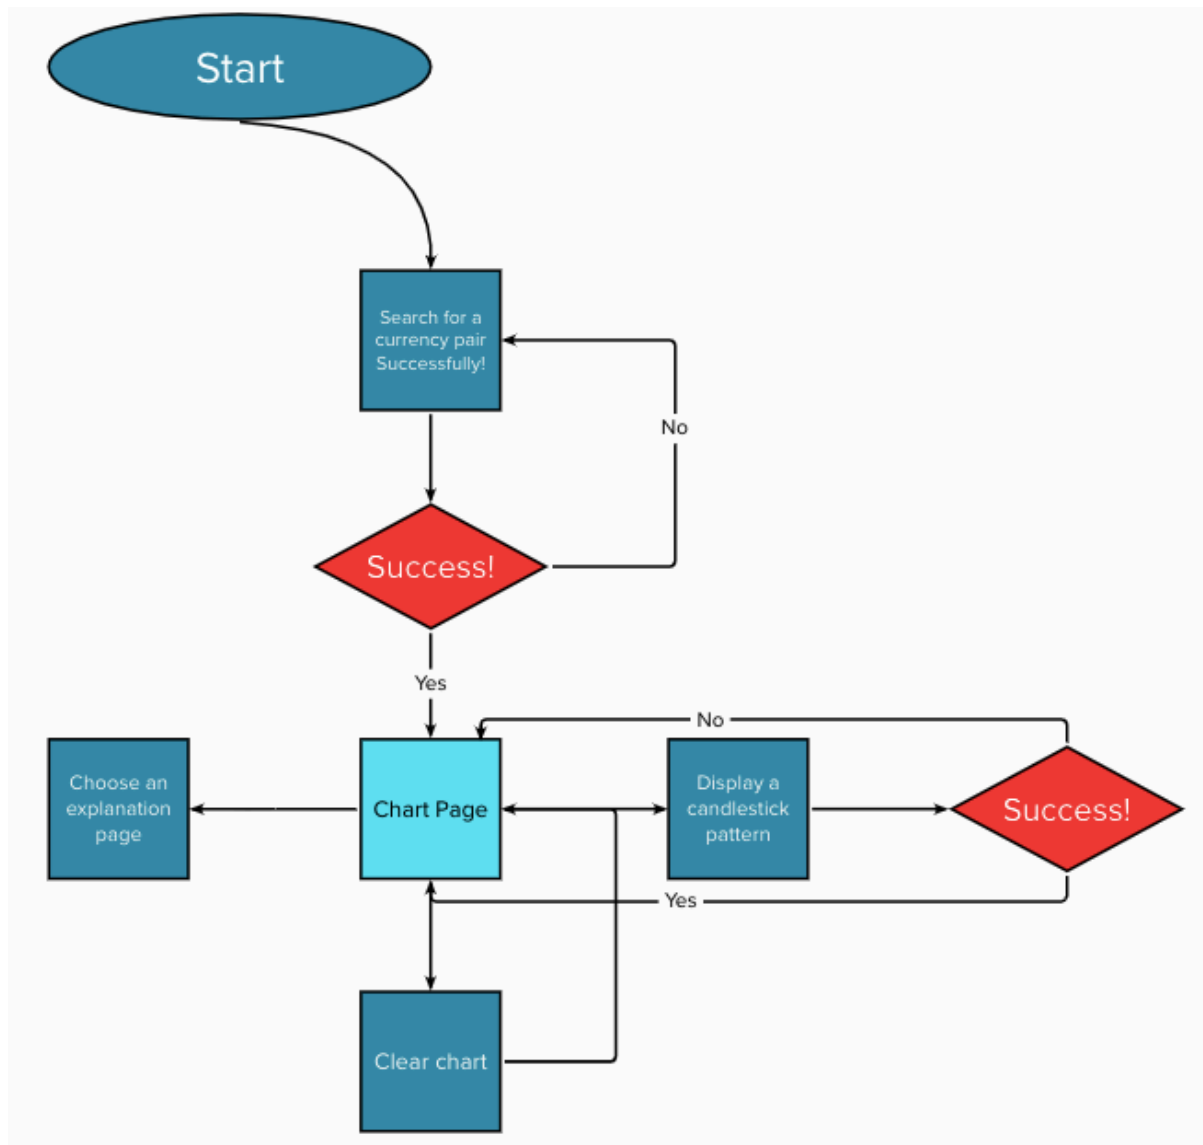 Start
Search for a
currency pair
Successfully!
No
Success!
Yes
No
Choose an
explanation
page
Chart Page
Display a
candlestick
pattern
Success!
Yes
Clear chart